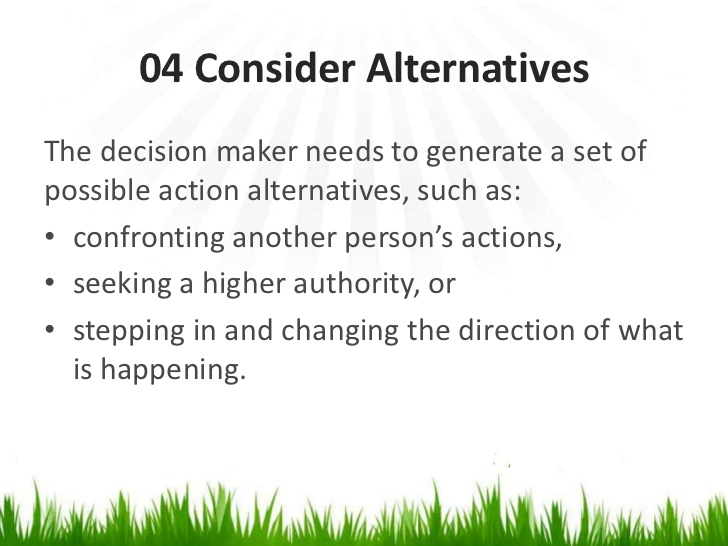 04 Consider Alternatives
The decision maker needs to generate a set of
possible action alternatives, such as:
• confronting another person’s actions,
• seeking a higher authority, or
• stepping in and changing the direction of what
is happening.